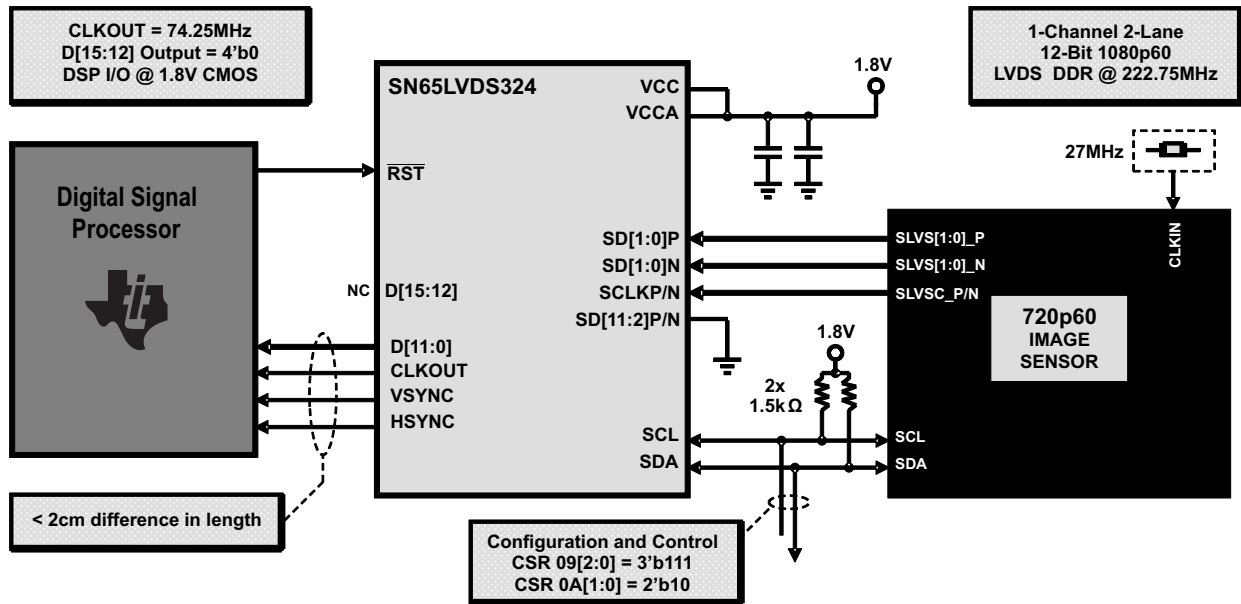 CLKOUT = 74.25MHz
D[15:12] Output = 4'b0
DSP I/O @ 1.8V CMOS
1-Channel 2-Lane
12-Bit 1080p60
LVDS DDR @ 222.75MHz
SN65LVDS324
VCC
VCCA
1.8V
27MHz
Digital Signal
Processor
RST
SD[1:0]P
SD[1:0]N
SCLKP/N
SD[11:2]P/N
SLVS[1:0]_P
SLVS[1:0]_N
SLVSC_P/N
CLKIN
NC
D[15:12]
720p60
IMAGE
SENSOR
D[11:0]
CLKOUT
VSYNC
HSYNC
1.8V
2x
1.5kΩ
SCL
SDA
SCL
SDA
< 2cm difference in length
Configuration and Control
CSR 09[2:0] = 3'b111
CSR 0A[1:0] = 2'b10